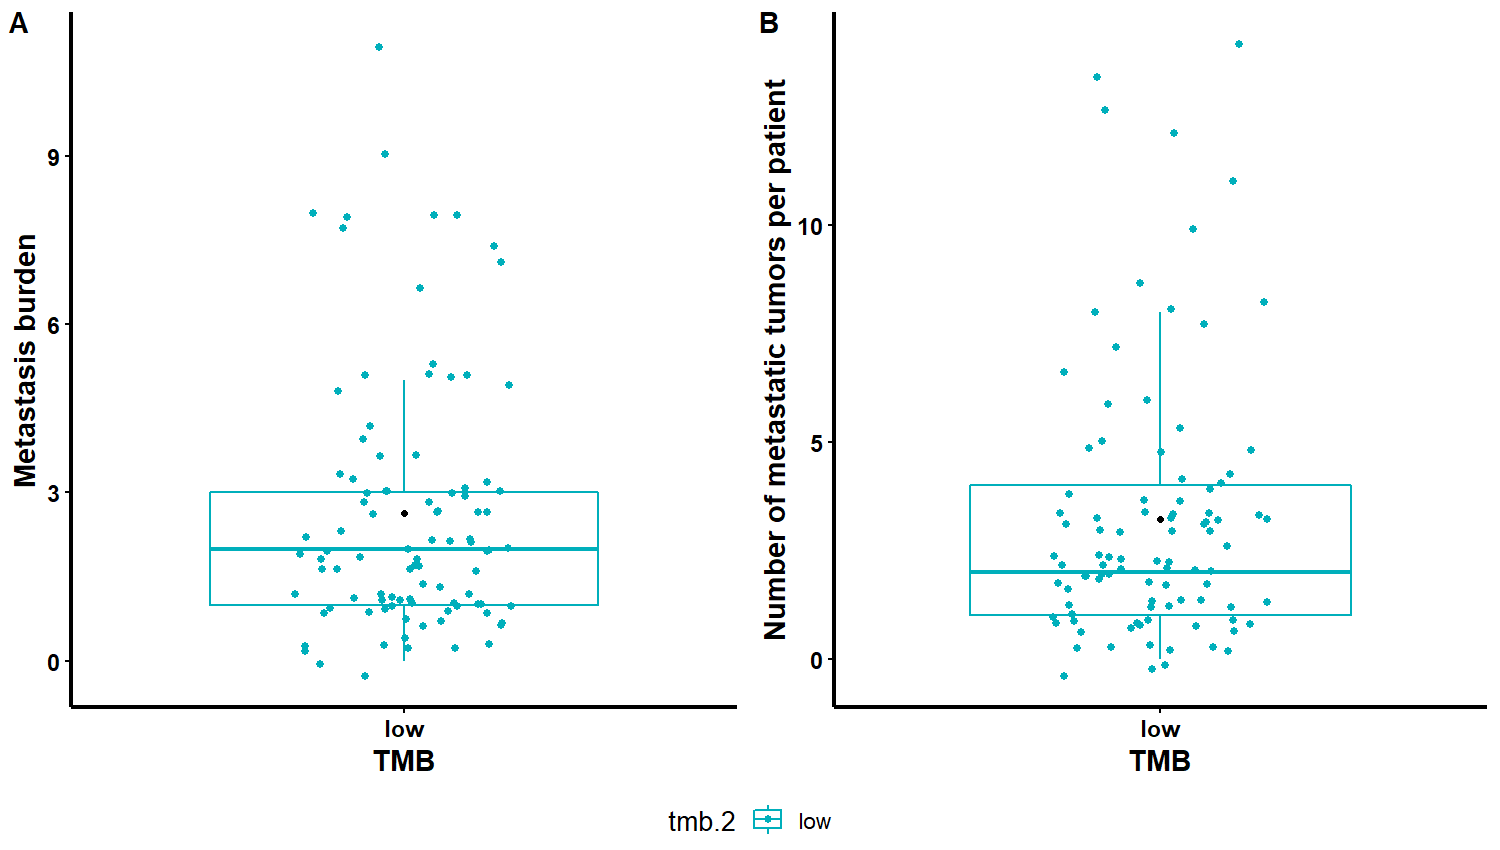 A
Metastasis burden
9
6
3
0
low
TMB
B
Number of metastatic tumors per patient
10
5
0
low
TMB
tmb.2 low